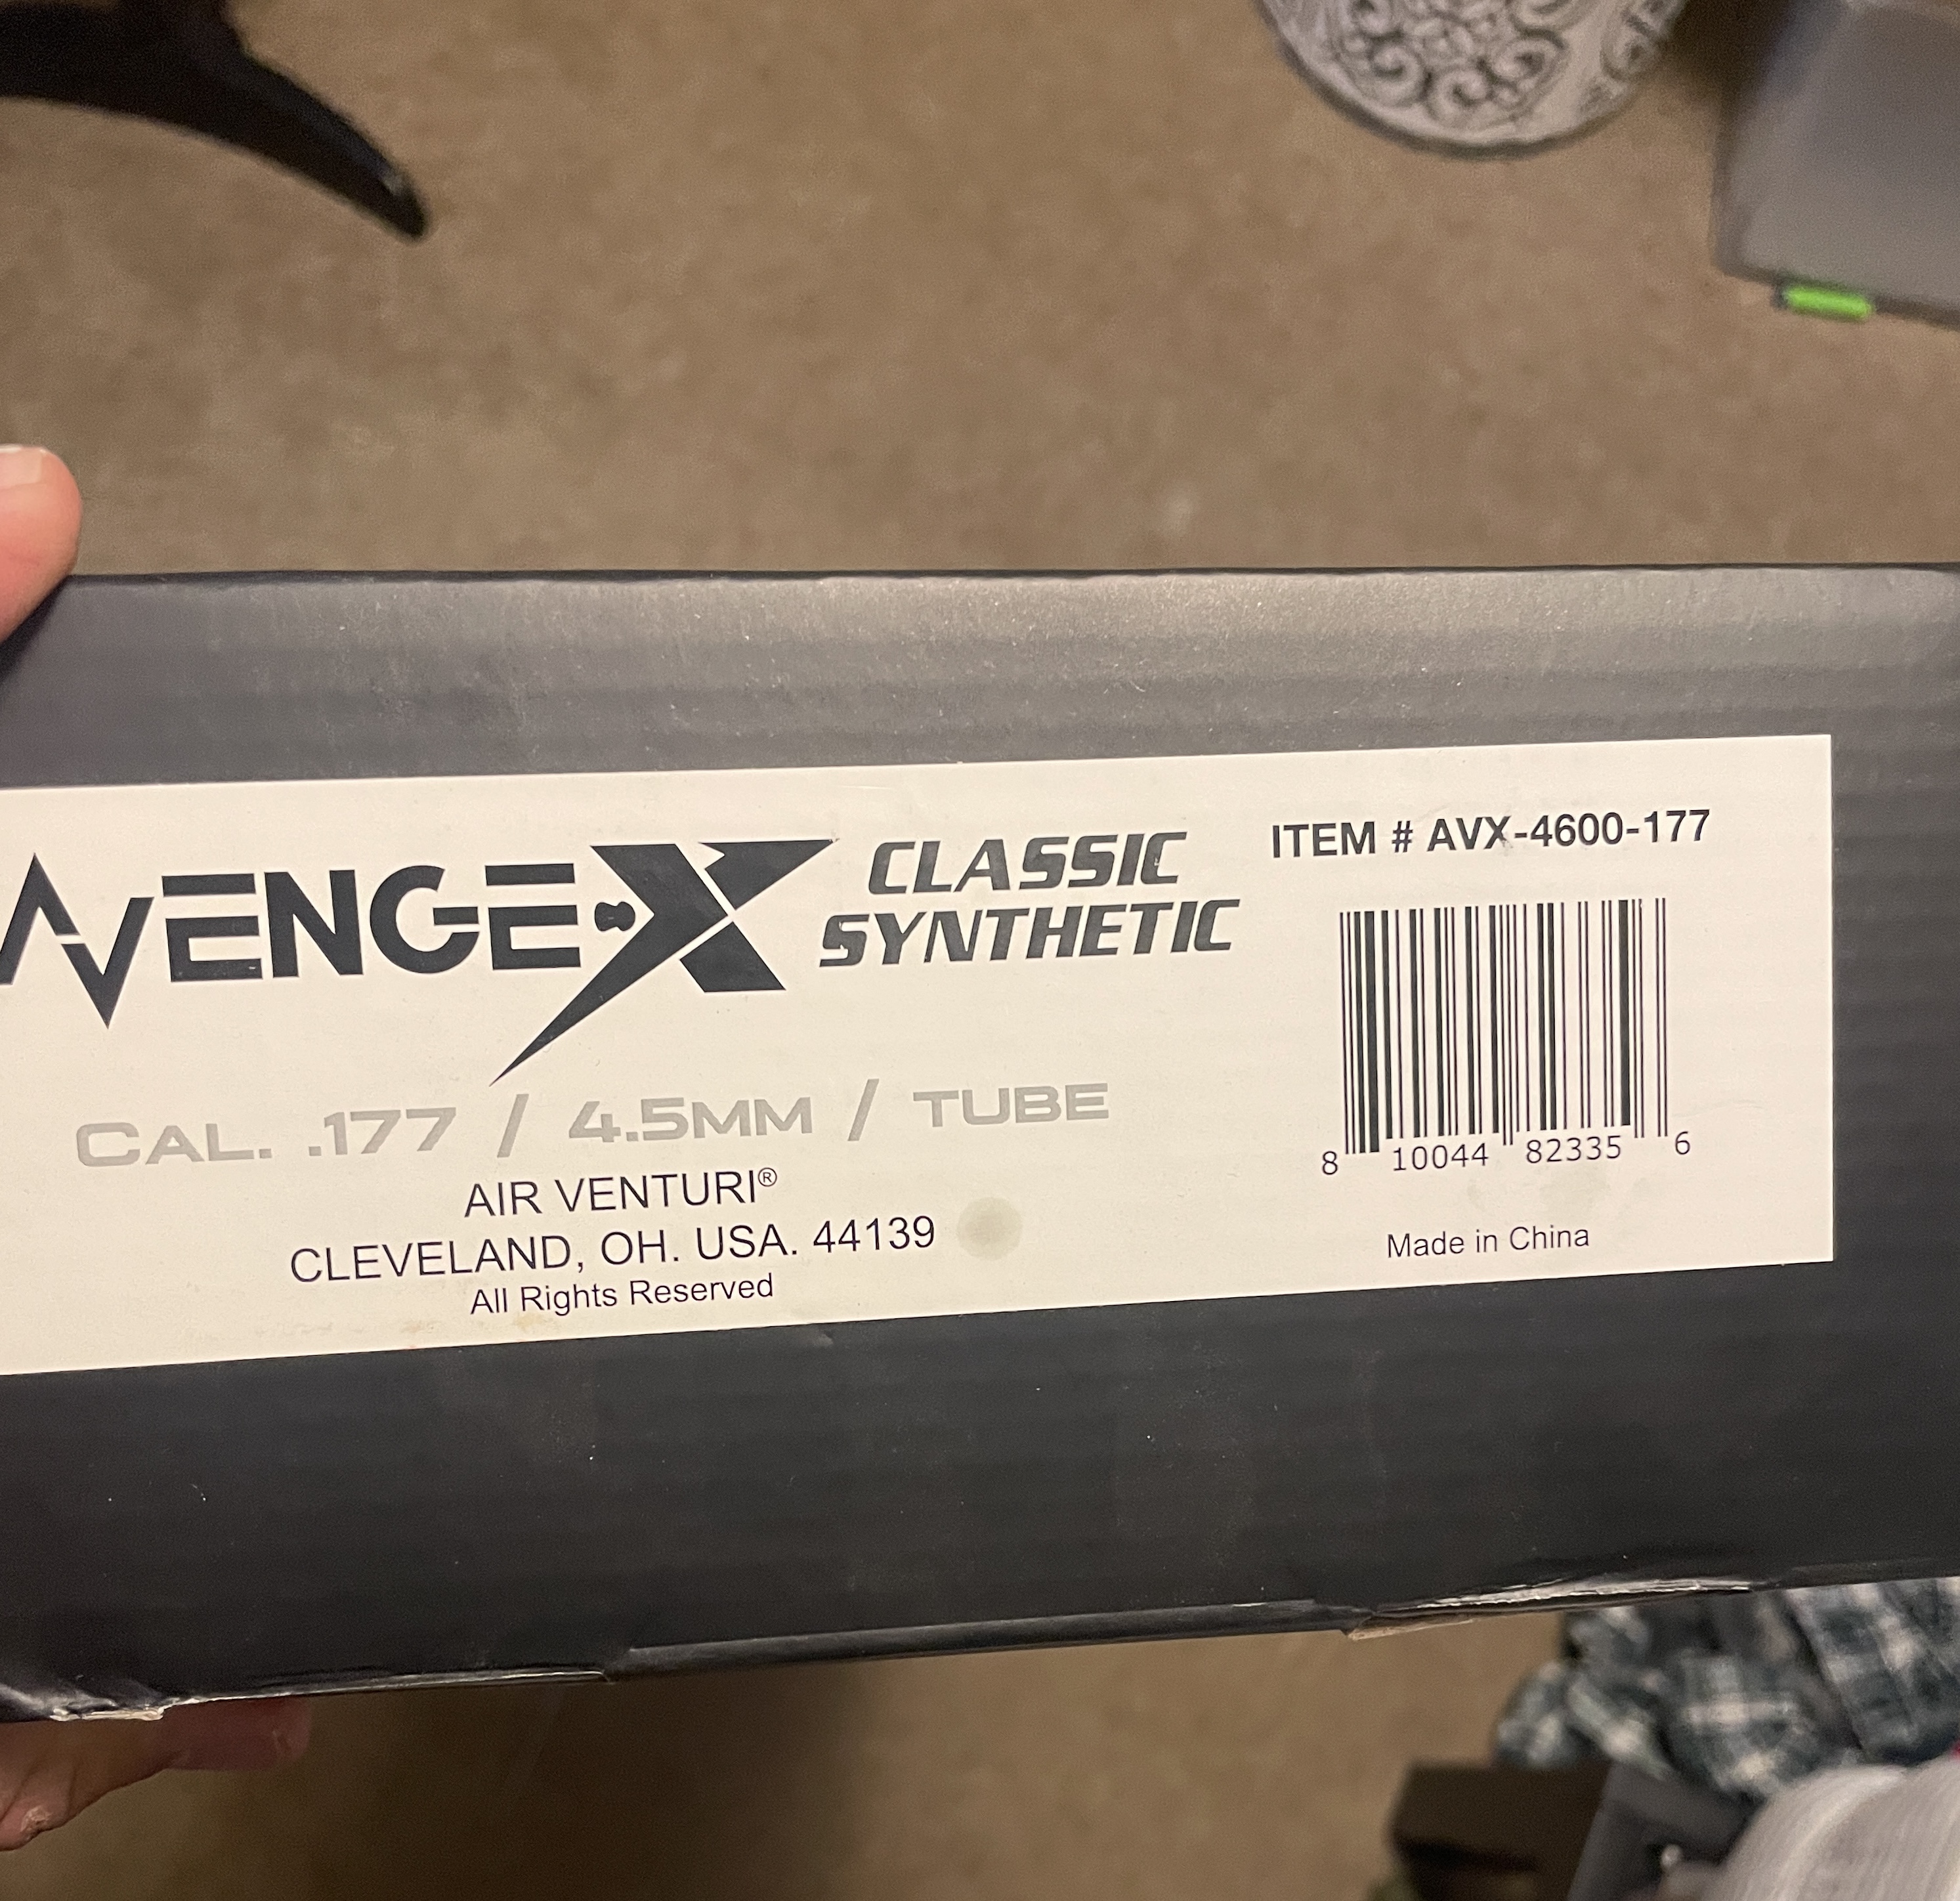 AVENGE-X CLASSIC
SYNTHETIC
CAL. .177 / 4.5MM / TUBE
AIR VENTURI®
CLEVELAND, OH. USA. 44139
All Rights Reserved
ITEM # AVX-4600-177
8 10044 82335 6
Made in China